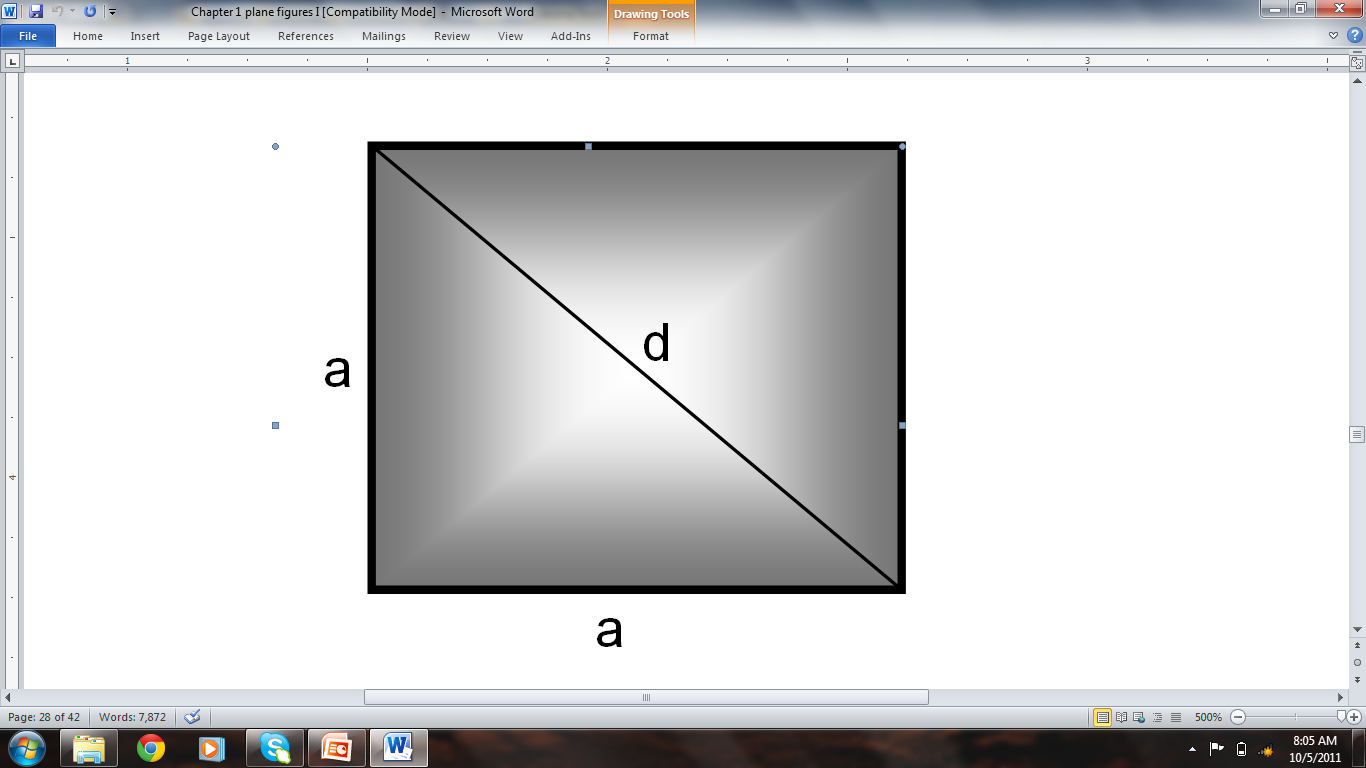 Chapter 1 plane figures I [Compatibility Mode] - Microsoft Word
Drawing Tools
File Home Insert Page Layout References Mailings Review View Add-Ins Format
1 2 3
d
a
4
a
Page: 28 of 42 Words: 7,872 500%
8:05 AM
10/5/2011